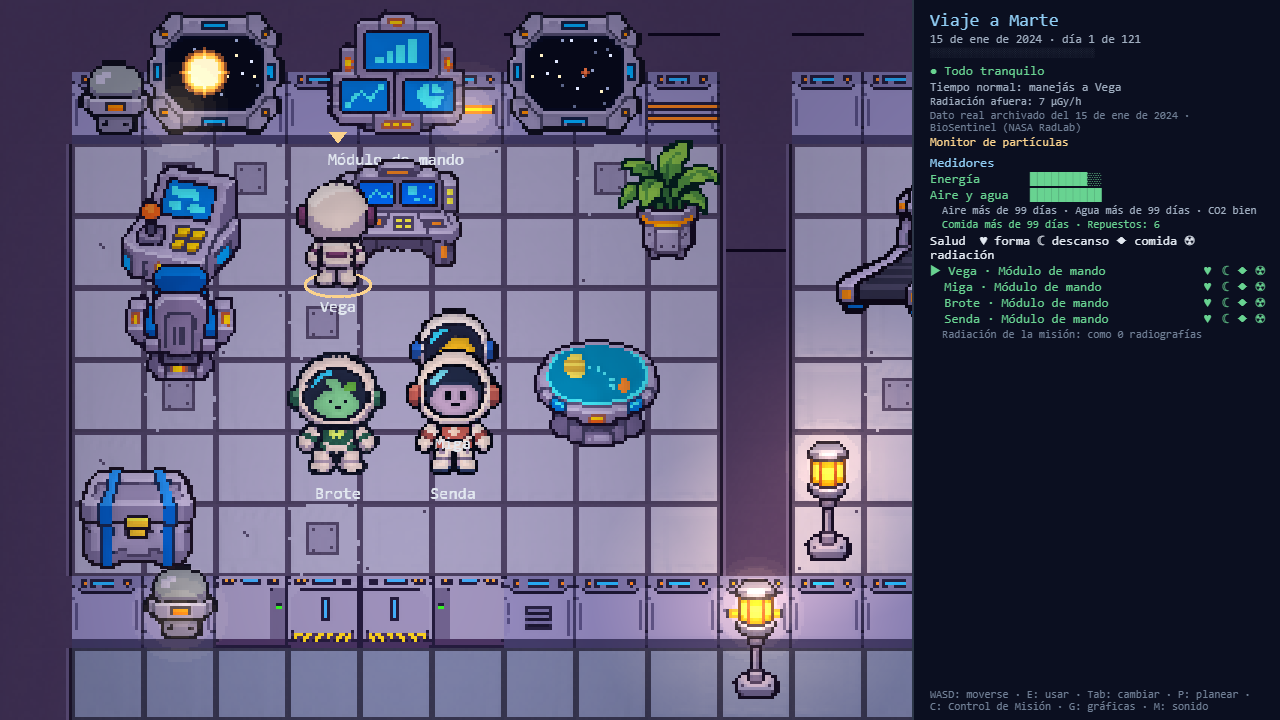 Viaje a Marte
15 de ene de 2024 · día 1 de 121
● Todo tranquilo
Tiempo normal: manejás a Vega
Radiación afuera: 7 µGy/h
Dato real archivado del 15 de ene de 2024 ·
BioSentinel (NASA RadLab)
Monitor de partículas
Medidores
Energía
Aire y agua
Aire más de 99 días · Agua más de 99 días · CO2 bien
Comida más de 99 días · Repuestos: 6
Salud ♥ forma ☾ descanso ◆ comida ☢
radiación
▶ Vega · Módulo de mando ♥ ☾ ◆ ☢
Miga · Módulo de mando ♥ ☾ ◆ ☢
Brote · Módulo de mando ♥ ☾ ◆ ☢
Senda · Módulo de mando ♥ ☾ ◆ ☢
Radiación de la misión: como 0 radiografías
WASD: moverse · E: usar · Tab: cambiar · P: planear ·
C: Control de Misión · G: gráficas · M: sonido
Módulo de mando
Vega
Brote
Senda